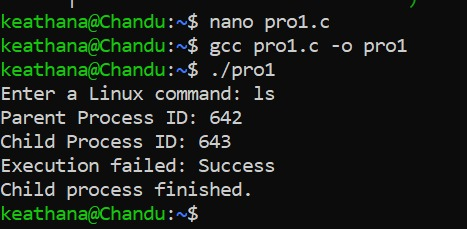 keathana@Chandu:~$ nano pro1.c
keathana@Chandu:~$ gcc pro1.c -o pro1
keathana@Chandu:~$ ./pro1
Enter a Linux command: ls
Parent Process ID: 642
Child Process ID: 643
Execution failed: Success
Child process finished.
keathana@Chandu:~$